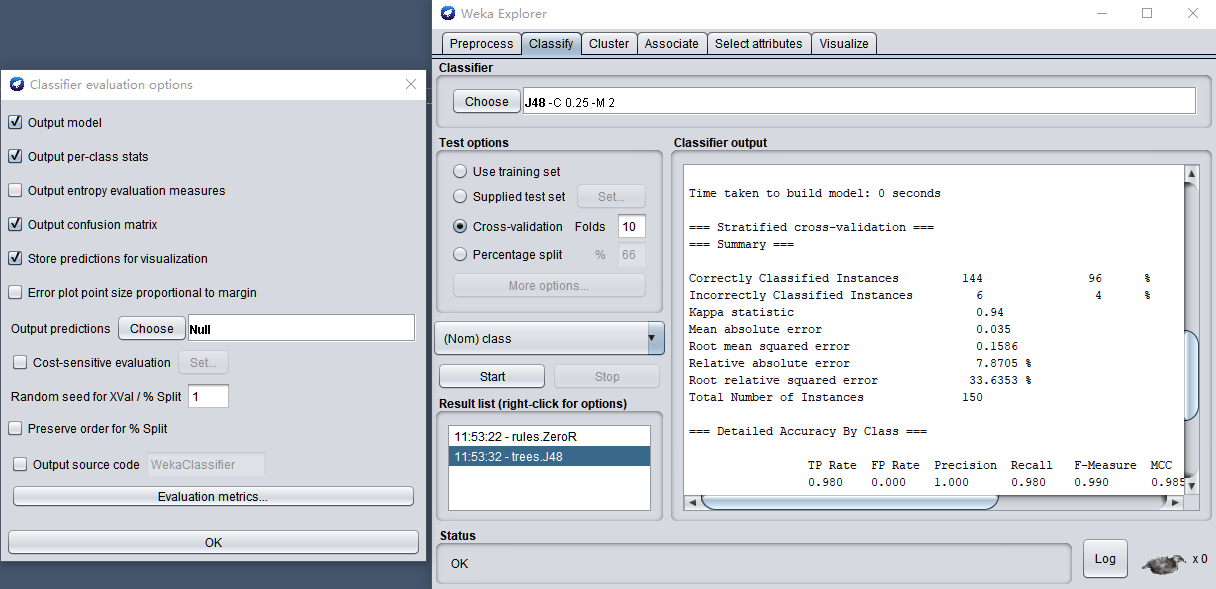 Classifier evaluation options
Output model
Output per-class stats
Output entropy evaluation measures
Output confusion matrix
Store predictions for visualization
Error plot point size proportional to margin
Output predictions Choose Null
Cost-sensitive evaluation Set...
Random seed for XVal / % Split 1
Preserve order for % Split
Output source code WekaClassifier
Evaluation metrics...
OK
Weka Explorer
Preprocess Classify Cluster Associate Select attributes Visualize
Classifier
Choose J48 -C 0.25 -M 2
Test options
Use training set
Supplied test set Set...
Cross-validation Folds 10
Percentage split % 66
More options...
(Nom) class
Start Stop
Result list (right-click for options)
11:53:22 - rules.ZeroR
11:53:32 - trees.J48
Classifier output
Time taken to build model: 0 seconds
=== Stratified cross-validation ===
=== Summary ===
Correctly Classified Instances 144 96 %
Incorrectly Classified Instances 6 4 %
Kappa statistic 0.94
Mean absolute error 0.035
Root mean squared error 0.1586
Relative absolute error 7.8705 %
Root relative squared error 33.6353 %
Total Number of Instances 150
=== Detailed Accuracy By Class ===
TP Rate FP Rate Precision Recall F-Measure MCC
0.980 0.000 1.000 0.980 0.990 0.985
Status
OK
Log
x 0